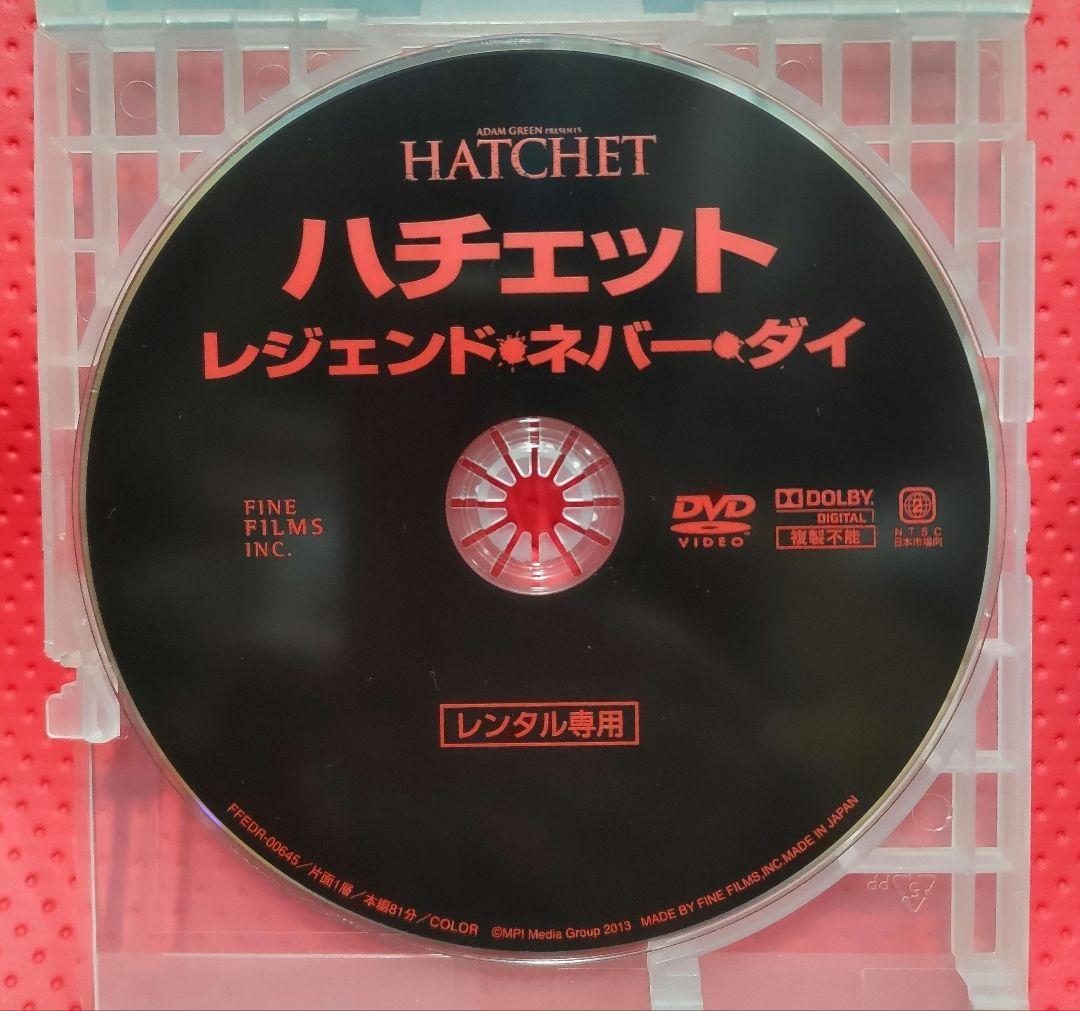 ADAM GREEN PRESENTS
HATCHET
ハチェット
レジェンド・ネバー・ダイ
FINE
FILMS
INC.
DVD
VIDEO
DOLBY
DIGITAL
複製不能
2
NTSC
日本市場向
レンタル専用
FFEDR-00645／片面1層／本編81分／COLOR ©MPI Media Group 2013 MADE BY FINE FILMS,INC.MADE IN JAPAN
PP